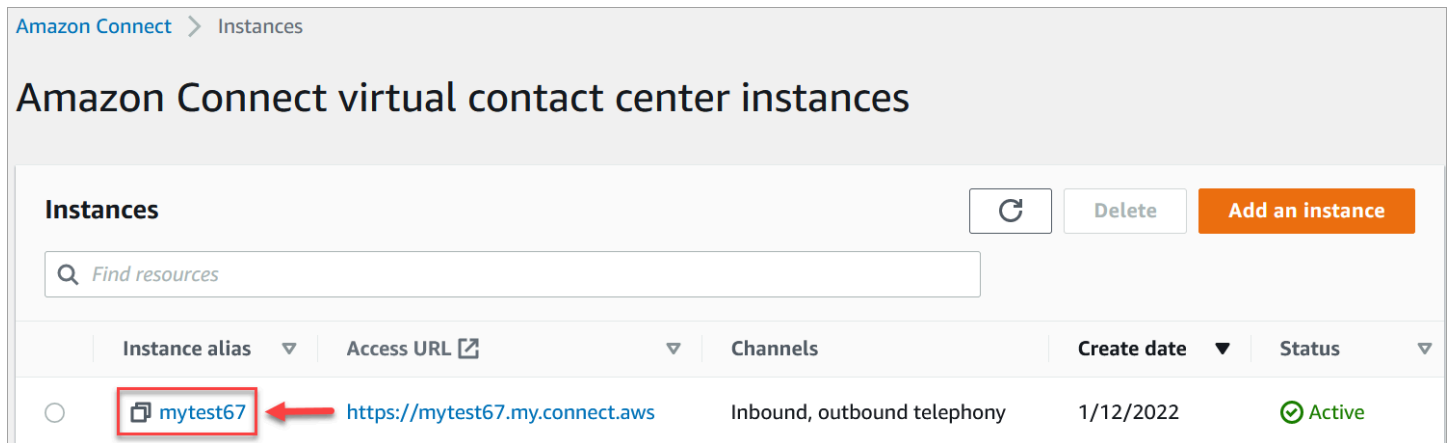 Amazon Connect > Instances
Amazon Connect virtual contact center instances
Instances Delete Add an instance
Find resources
Instance alias Access URL Channels Create date Status
mytest67 https://mytest67.my.connect.aws Inbound, outbound telephony 1/12/2022 Active